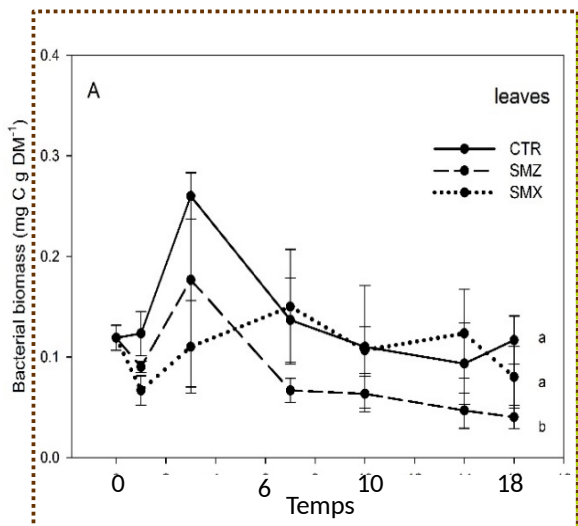 0.4
A
leaves
CTR
SMZ
SMX
0.3
0.2
0.1
0.0
Bacterial biomass (mg C g DM⁻¹)
a
a
b
0 6 10 18
Temps